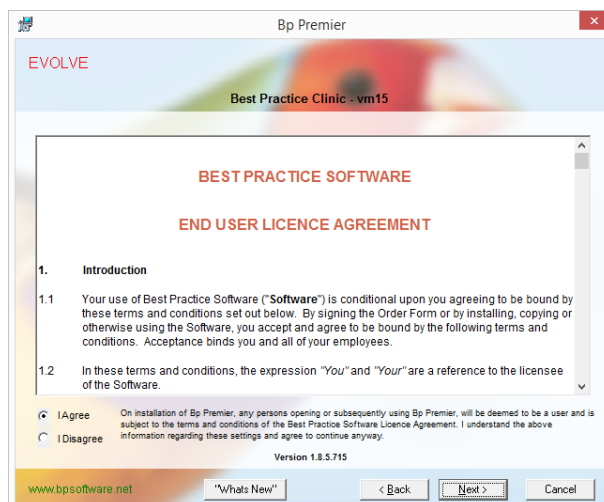 Bp Premier
EVOLVE
Best Practice Clinic - vm15
BEST PRACTICE SOFTWARE
END USER LICENCE AGREEMENT
1. Introduction
1.1 Your use of Best Practice Software ("Software") is conditional upon you agreeing to be bound by
these terms and conditions set out below. By signing the Order Form or by installing, copying or
otherwise using the Software, you accept and agree to be bound by the following terms and
conditions. Acceptance binds you and all of your employees.
1.2 In these terms and conditions, the expression "You" and "Your" are a reference to the licensee
of the Software.
I Agree
I Disagree
On installation of Bp Premier, any persons opening or subsequently using Bp Premier, will be deemed to be a user and is
subject to the terms and conditions of the Best Practice Software Licence Agreement. I understand the above
information regarding these settings and agree to continue anyway.
Version 1.8.5.715
www.bpsoftware.net
"Whats New"
< Back
Next >
Cancel